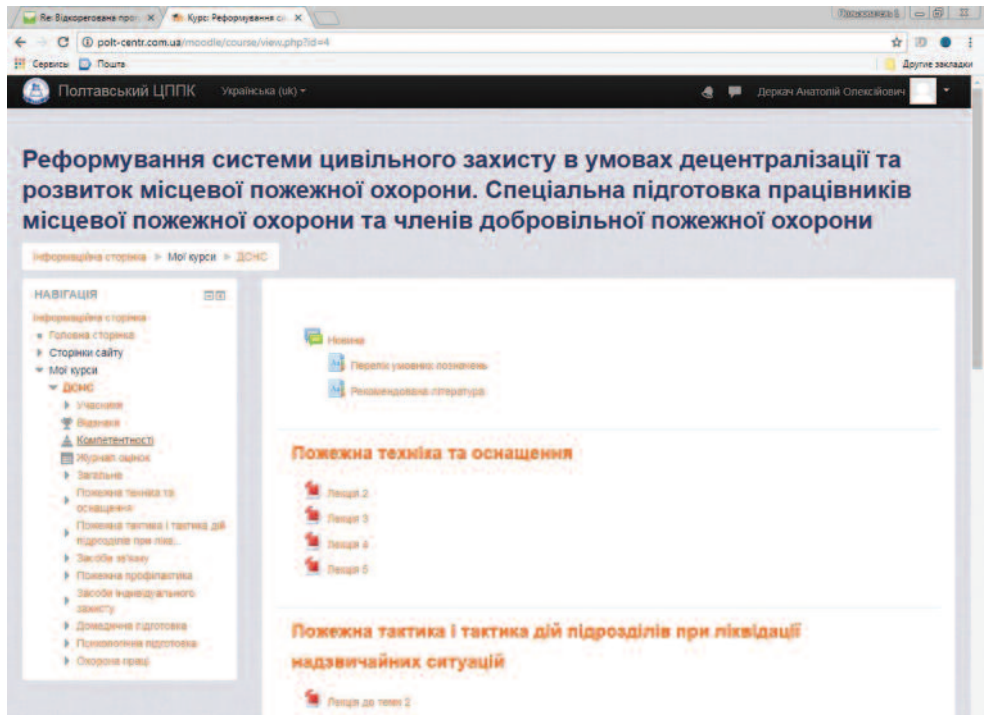 Re: Відкорегована прог
Курс: Реформування си
polt-centr.com.ua/moodle/course/view.php?id=4
Сервисы Почта
Другие закладки
Полтавський ЦППК Українська (uk)
Деркач Анатолій Олексійович
Реформування системи цивільного захисту в умовах децентралізації та
розвиток місцевої пожежної охорони. Спеціальна підготовка працівників
місцевої пожежної охорони та членів добровільної пожежної охорони
Інформаційна сторінка Мої курси ДСНС
НАВІГАЦІЯ
Інформаційна сторінка
Головна сторінка
Сторінки сайту
Мої курси
ДСНС
Учасники
Відзнаки
Компетентності
Журнал оцінок
Загальне
Пожежна техніка та
оснащення
Пожежна тактика і тактика дій
підрозділів при лікв...
Засоби зв'язку
Пожежна профілактика
Засоби індивідуального
захисту
Домедична підготовка
Психологічна підготовка
Охорона праці
Новини
Перелік умовних позначень
Рекомендована література
Пожежна техніка та оснащення
Лекція 2
Лекція 3
Лекція 4
Лекція 5
Пожежна тактика і тактика дій підрозділів при ліквідації
надзвичайних ситуацій
Лекція до теми 2